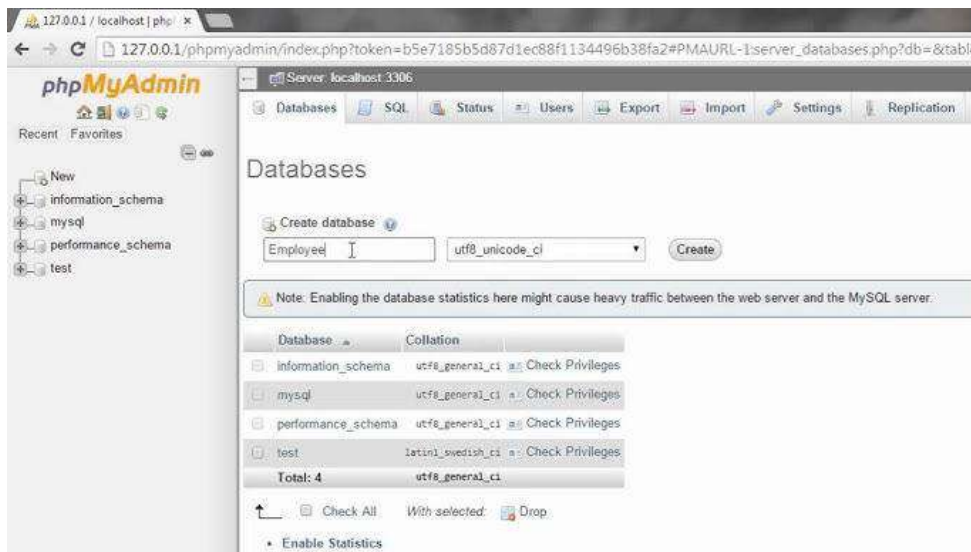 127.0.0.1 / localhost | php
127.0.0.1/phpmyadmin/index.php?token=b5e7185b5d87d1ec88f1134496b38fa2#PMAURL-1:server_databases.php?db=&tabl
phpMyAdmin
Recent Favorites
New
information_schema
mysql
performance_schema
test
Server: localhost 3306
Databases SQL Status Users Export Import Settings Replication
Databases
Create database
Employee utf8_unicode_ci Create
Note: Enabling the database statistics here might cause heavy traffic between the web server and the MySQL server.
Database Collation
information_schema utf8_general_ci Check Privileges
mysql utf8_general_ci Check Privileges
performance_schema utf8_general_ci Check Privileges
test latin1_swedish_ci Check Privileges
Total: 4 utf8_general_ci
Check All With selected: Drop
Enable Statistics